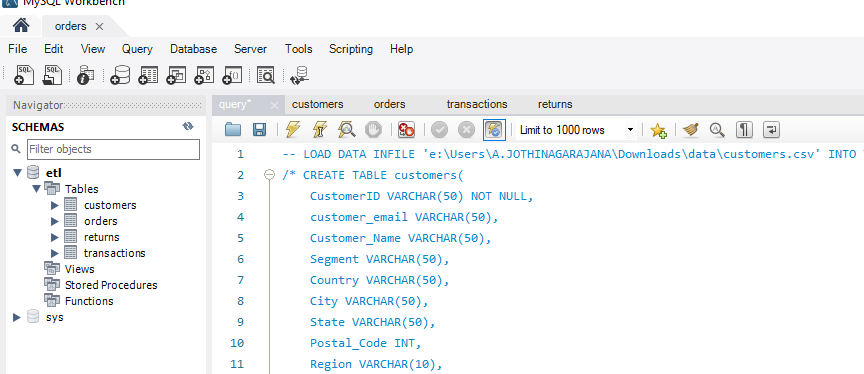 MySQL Workbench
orders
File Edit View Query Database Server Tools Scripting Help
Navigator
SCHEMAS
Filter objects
etl
Tables
customers
orders
returns
transactions
Views
Stored Procedures
Functions
sys
query* customers orders transactions returns
Limit to 1000 rows
1 -- LOAD DATA INFILE 'e:\Users\A.JOTHINAGARAJANA\Downloads\data\customers.csv' INTO
2 /* CREATE TABLE customers(
3 CustomerID VARCHAR(50) NOT NULL,
4 customer_email VARCHAR(50),
5 Customer_Name VARCHAR(50),
6 Segment VARCHAR(50),
7 Country VARCHAR(50),
8 City VARCHAR(50),
9 State VARCHAR(50),
10 Postal_Code INT,
11 Region VARCHAR(10),